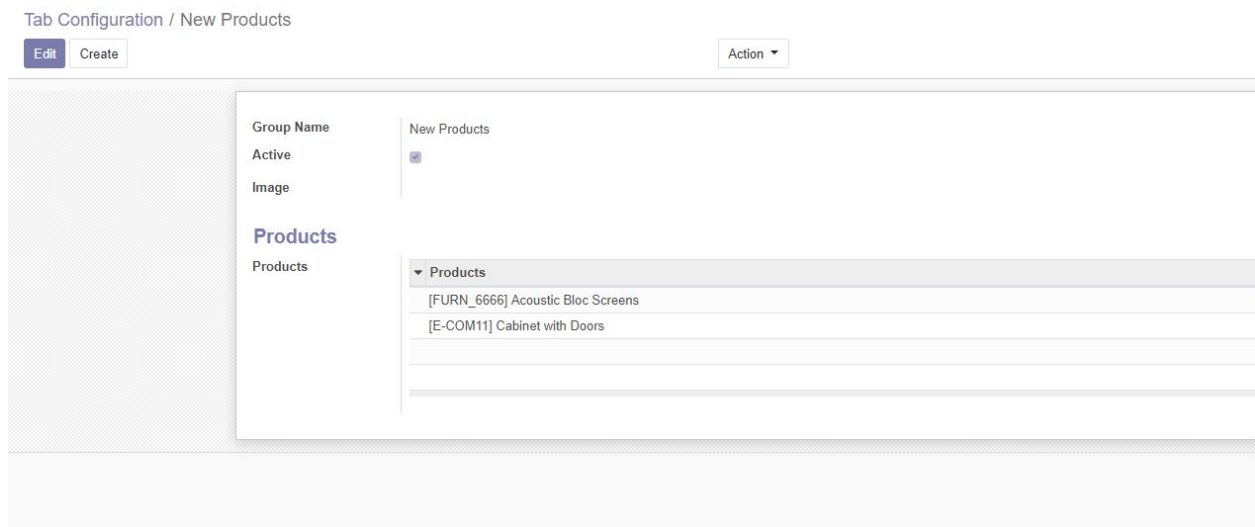 Tab Configuration / New Products
Edit Create Action
Group Name New Products
Active
Image
Products
Products Products
[FURN_6666] Acoustic Bloc Screens
[E-COM11] Cabinet with Doors